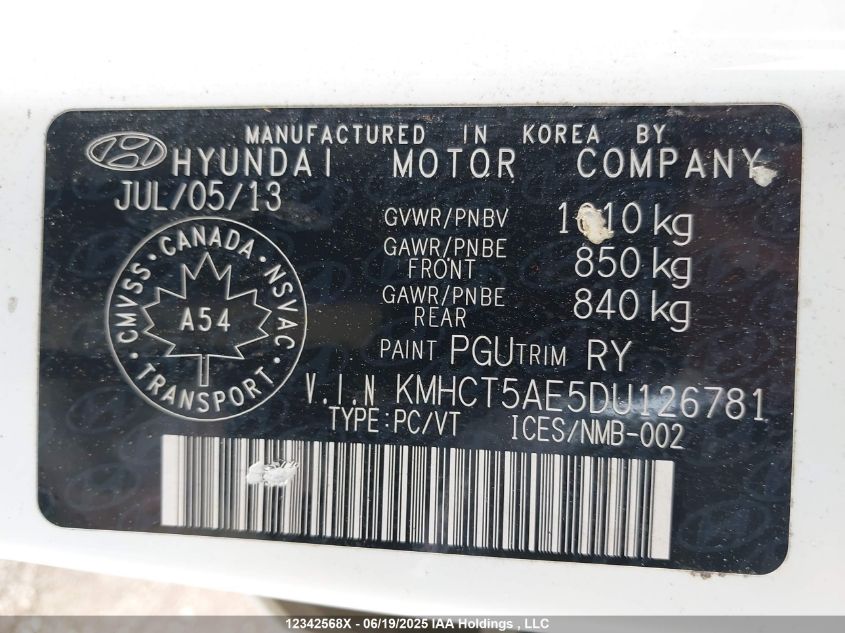 MANUFACTURED IN KOREA BY
HYUNDAI MOTOR COMPANY
JUL/05/13
GVWR/PNBV
GAWR/PNBE FRONT 850 kg
GAWR/PNBE REAR 840 kg
PAINT PGU TRIM RY
CMVSS · CANADA · NSVAC · TRANSPORT
A54
V.I.N KMHCT5AE5DU126781
TYPE:PC/VT ICES/NMB-002
12342568X - 06/19/2025 IAA Holdings , LLC